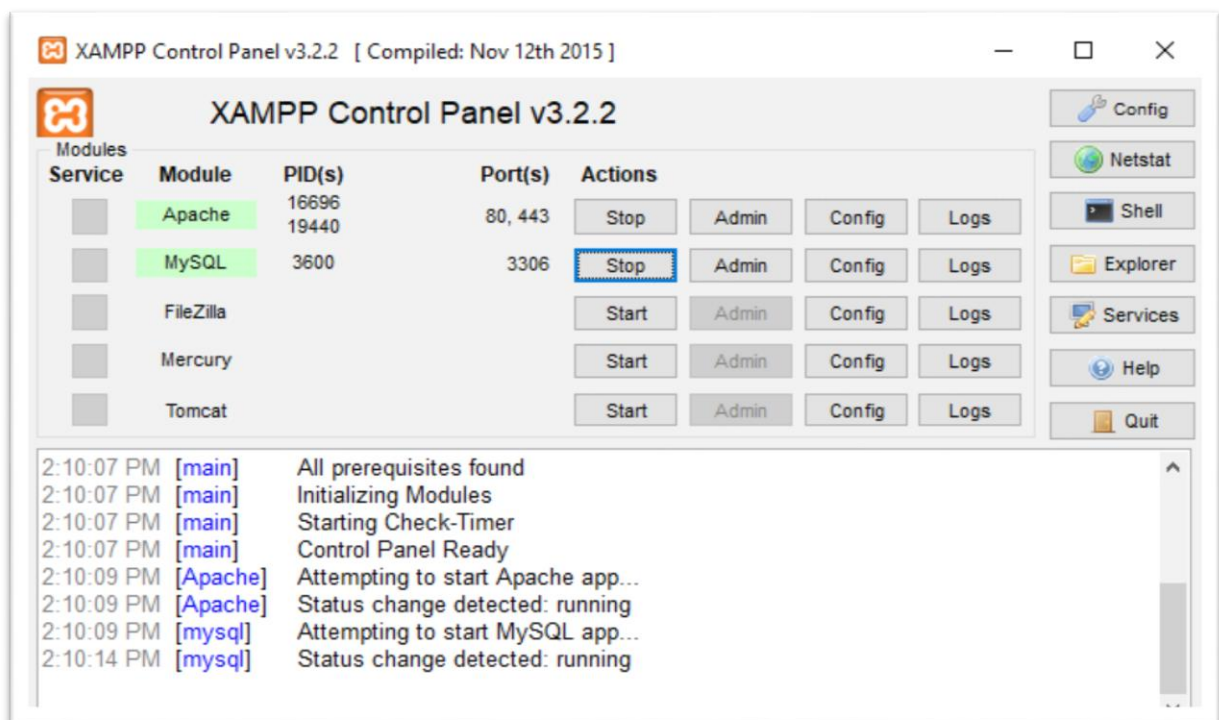 XAMPP Control Panel v3.2.2 [ Compiled: Nov 12th 2015 ]
XAMPP Control Panel v3.2.2
Config
Modules
Service Module PID(s) Port(s) Actions
Netstat
Apache 16696 19440 80, 443 Stop Admin Config Logs
Shell
MySQL 3600 3306 Stop Admin Config Logs
Explorer
FileZilla Start Admin Config Logs
Services
Mercury Start Admin Config Logs
Help
Tomcat Start Admin Config Logs
Quit
2:10:07 PM [main] All prerequisites found
2:10:07 PM [main] Initializing Modules
2:10:07 PM [main] Starting Check-Timer
2:10:07 PM [main] Control Panel Ready
2:10:09 PM [Apache] Attempting to start Apache app...
2:10:09 PM [Apache] Status change detected: running
2:10:09 PM [mysql] Attempting to start MySQL app...
2:10:14 PM [mysql] Status change detected: running